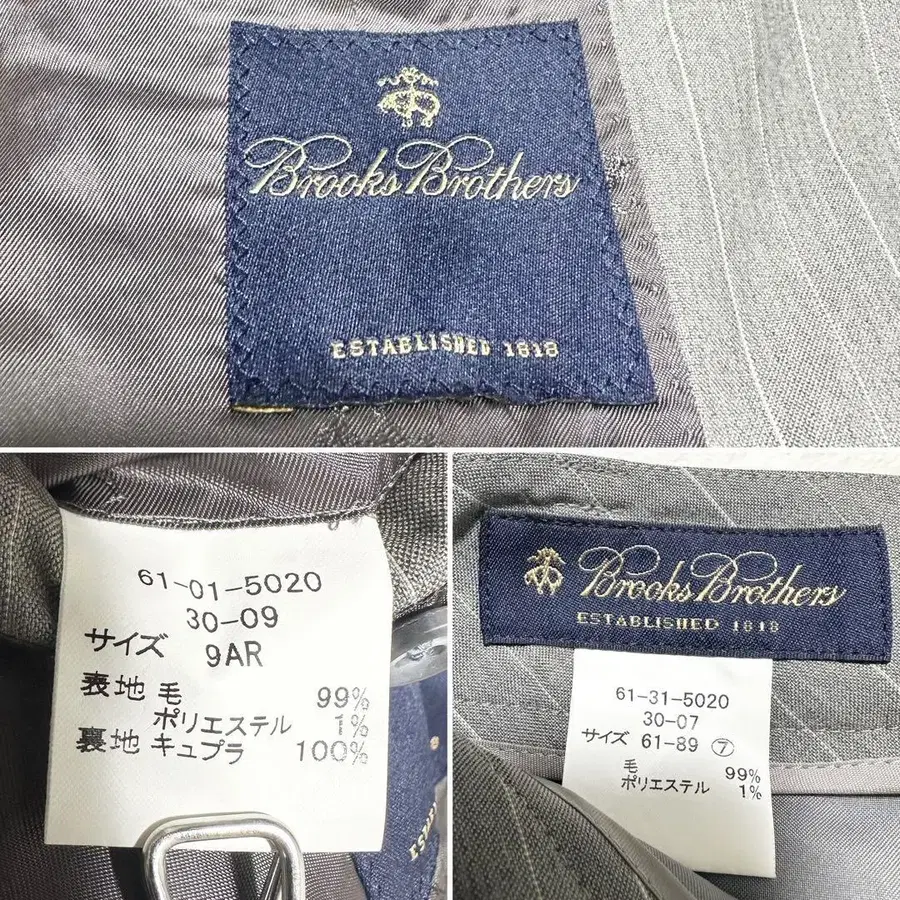 Brooks Brothers
ESTABLISHED 1818
61-01-5020
30-09
サイズ 9AR
表地 毛 99%
ポリエステル 1%
裏地 キュプラ 100%
Brooks Brothers
ESTABLISHED 1818
61-31-5020
30-07
サイズ 61-89 ⑦
毛 99%
ポリエステル 1%